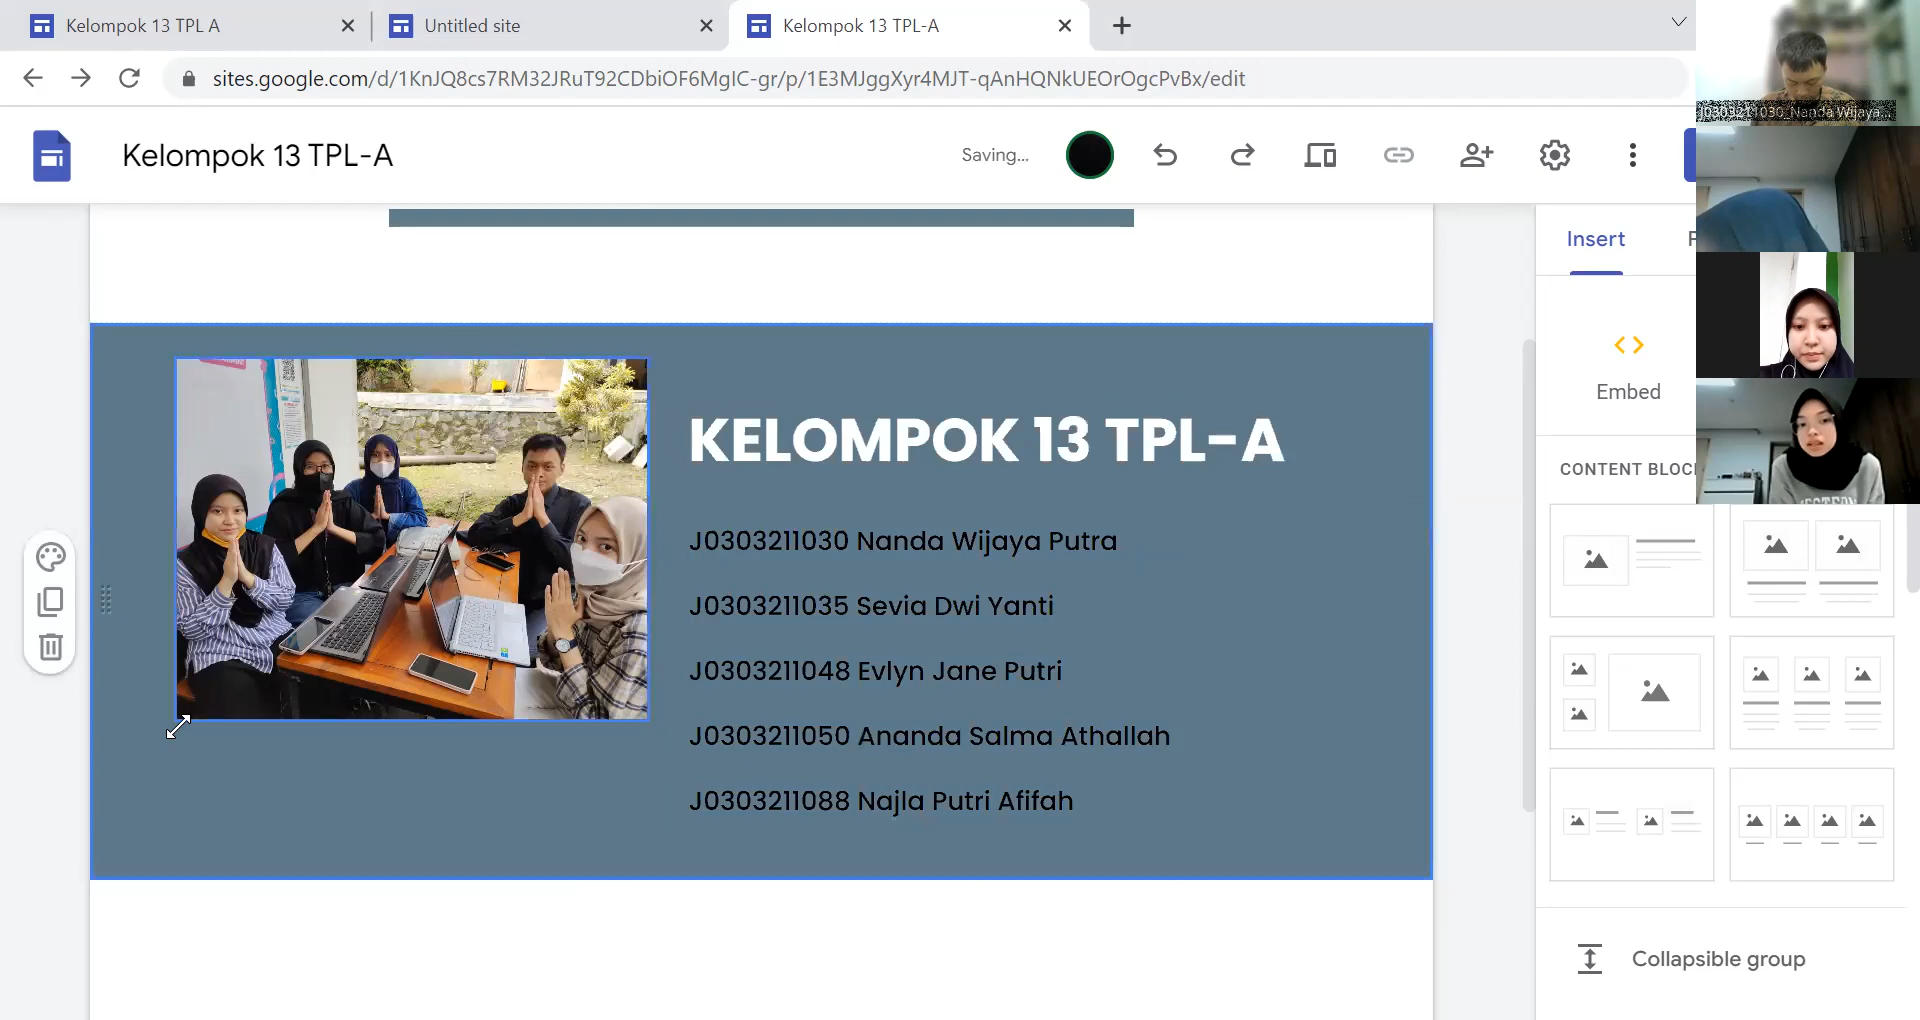 Kelompok 13 TPL A
Untitled site
Kelompok 13 TPL-A
sites.google.com/d/1KnJQ8cs7RM32JRuT92CDbiOF6MgIC-gr/p/1E3MJggXyr4MJT-qAnHQNkUEOrOgcPvBx/edit
J0303211030_Nanda Wijaya...
Kelompok 13 TPL-A
Saving...
Insert
Embed
CONTENT BLOC
KELOMPOK 13 TPL-A
J0303211030 Nanda Wijaya Putra
J0303211035 Sevia Dwi Yanti
J0303211048 Evlyn Jane Putri
J0303211050 Ananda Salma Athallah
J0303211088 Najla Putri Afifah
Collapsible group